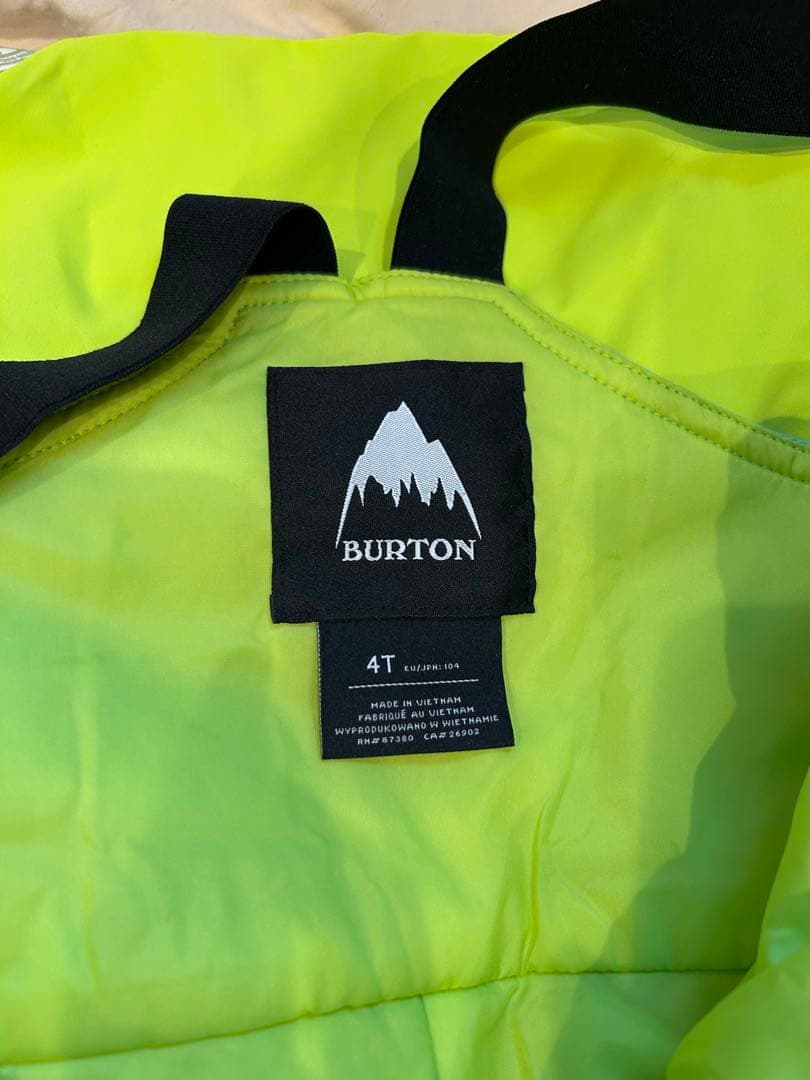 BURTON
4T EU/JPN: 104
MADE IN VIETNAM
FABRIQUÉ AU VIETNAM
WYPRODUKOWANO W WIETNAMIE
RN# 87380 CA# 26902